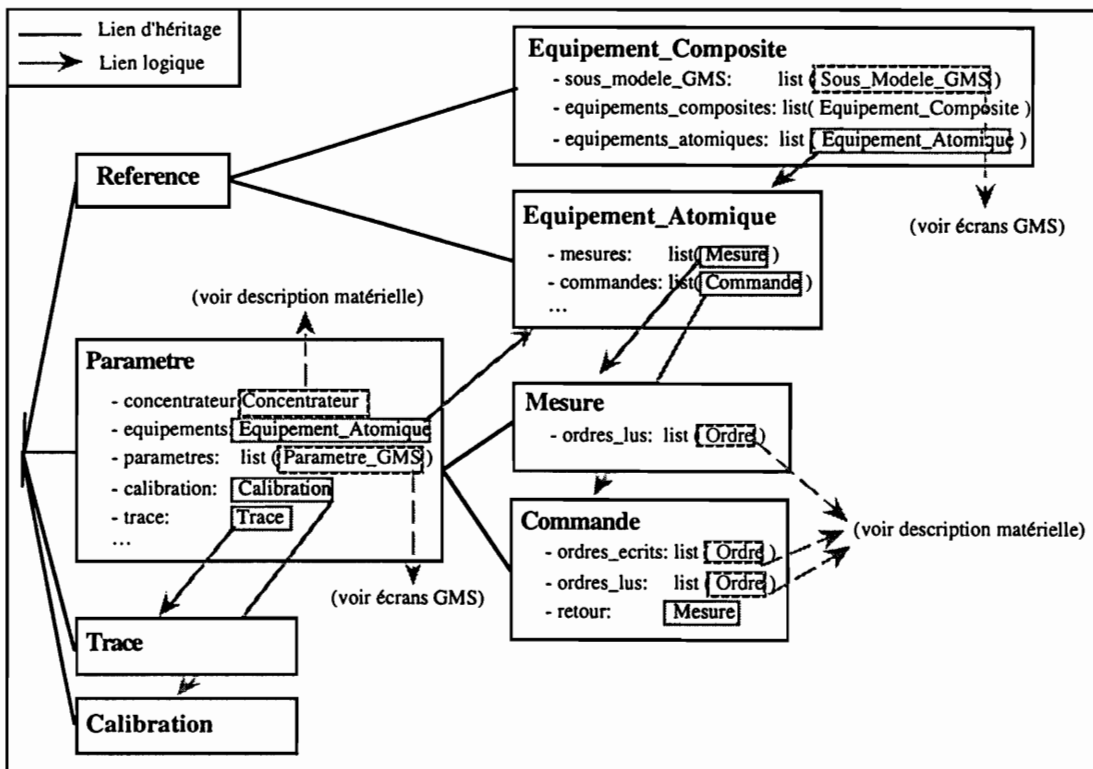 Lien d'héritage
Lien logique
Equipement_Composite
- sous_modele_GMS: list ( Sous_Modele_GMS )
- equipements_composites: list( Equipement_Composite )
- equipements_atomiques: list ( Equipement_Atomique )
(voir écrans GMS)
Réference
Equipement_Atomique
- mesures: list( Mesure )
- commandes: list( Commande )
...
(voir description matérielle)
Paramètre
- concentrateur Concentrateur
- equipements Equipement_Atomique
- parametres: list ( Parametre_GMS )
- calibration: Calibration
- trace: Trace
...
(voir écrans GMS)
Mesure
- ordres_lus: list ( Ordre )
Commande
- ordres_ecrits: list ( Ordre )
- ordres_lus: list ( Ordre )
- retour: Mesure
(voir description matérielle)
Trace
Calibration